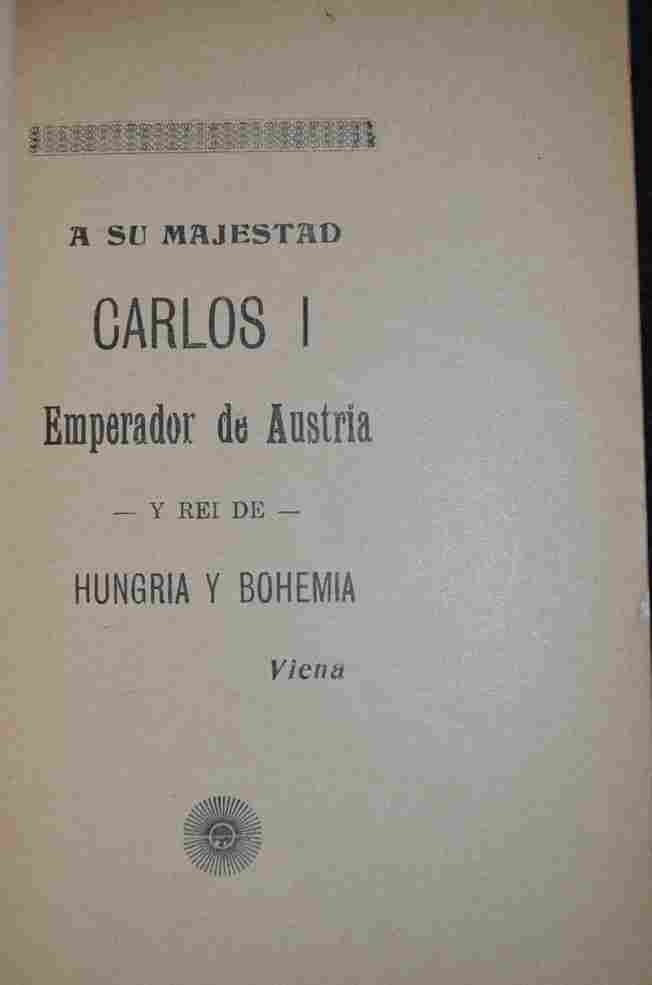 A SU MAJESTAD
CARLOS I
Emperador de Austria
— Y REI DE —
HUNGRIA Y BOHEMIA
Viena